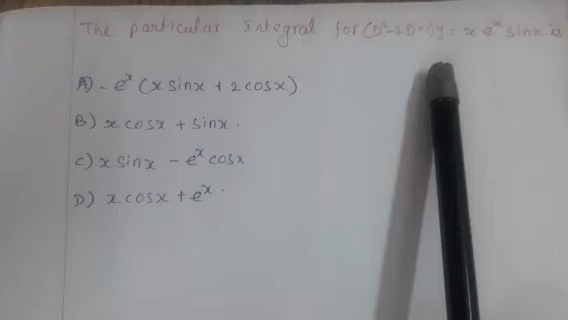 The particular Integral for (D²-2D+1)y = x eˣ sinx is
A) - eˣ (x sinx + 2 cosx)
B) x cosx + sinx.
C) x sinx - eˣ cosx
D) x cosx + eˣ.